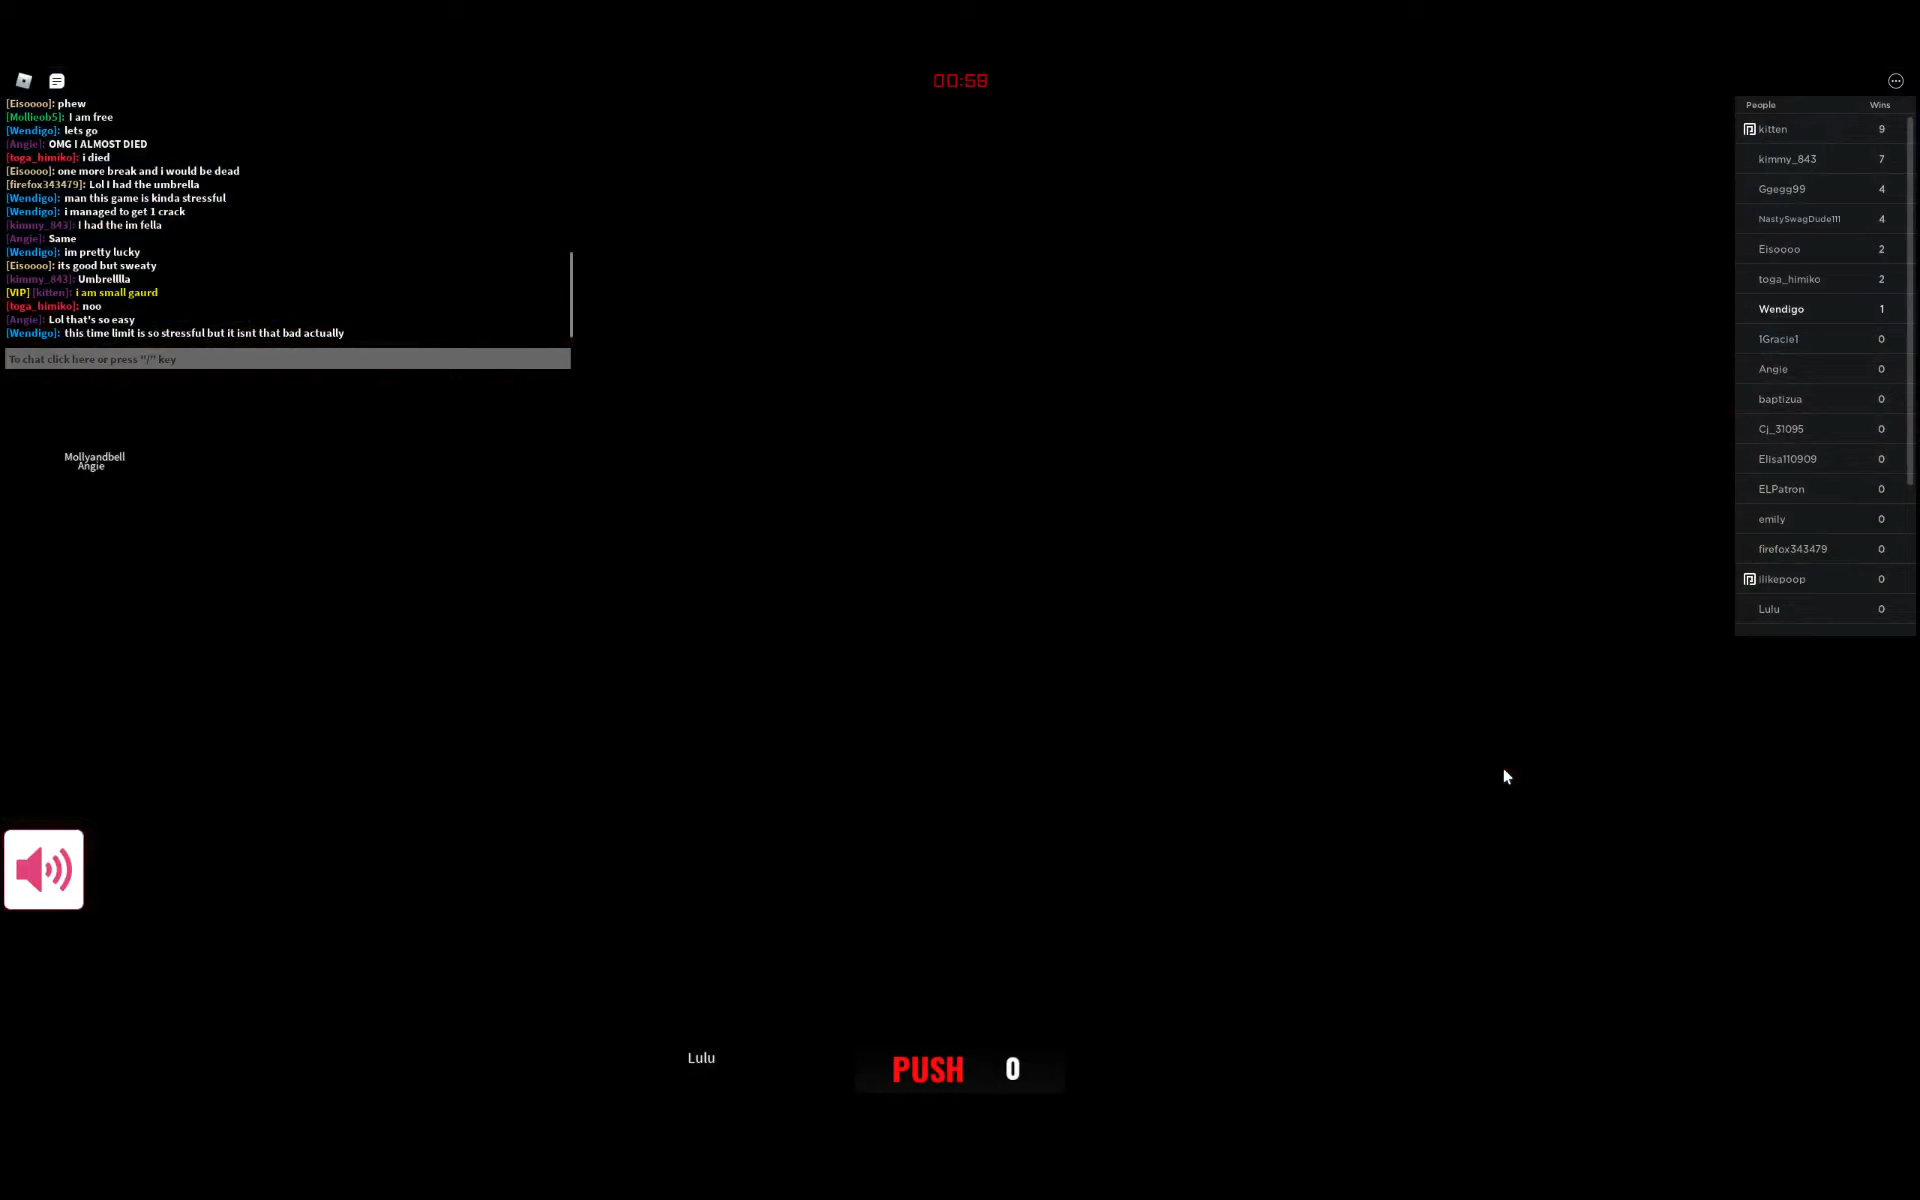 00:58
[Eisoooo]: phew
[Mollieob5]: I am free
[Wendigo]: lets go
[Angie]: OMG I ALMOST DIED
[toga_himiko]: i died
[Eisoooo]: one more break and i would be dead
[firefox343479]: Lol I had the umbrella
[Wendigo]: man this game is kinda stressful
[Wendigo]: i managed to get 1 crack
[kimmy_843]: I had the im fella
[Angie]: Same
[Wendigo]: im pretty lucky
[Eisoooo]: its good but sweaty
[kimmy_843]: Umbrelllla
[VIP] [kitten]: i am small gaurd
[toga_himiko]: noo
[Angie]: Lol that's so easy
[Wendigo]: this time limit is so stressful but it isnt that bad actually
To chat click here or press "/" key
People Wins
kitten 9
kimmy_843 7
Ggegg99 4
NastySwagDude111 4
Eisoooo 2
toga_himiko 2
Wendigo 1
1Gracie1 0
Angie 0
baptizua 0
Cj_31095 0
Elisa110909 0
ELPatron 0
emily 0
firefox343479 0
ilikepoop 0
Lulu 0
Mollyandbell
Angie
Lulu
PUSH 0